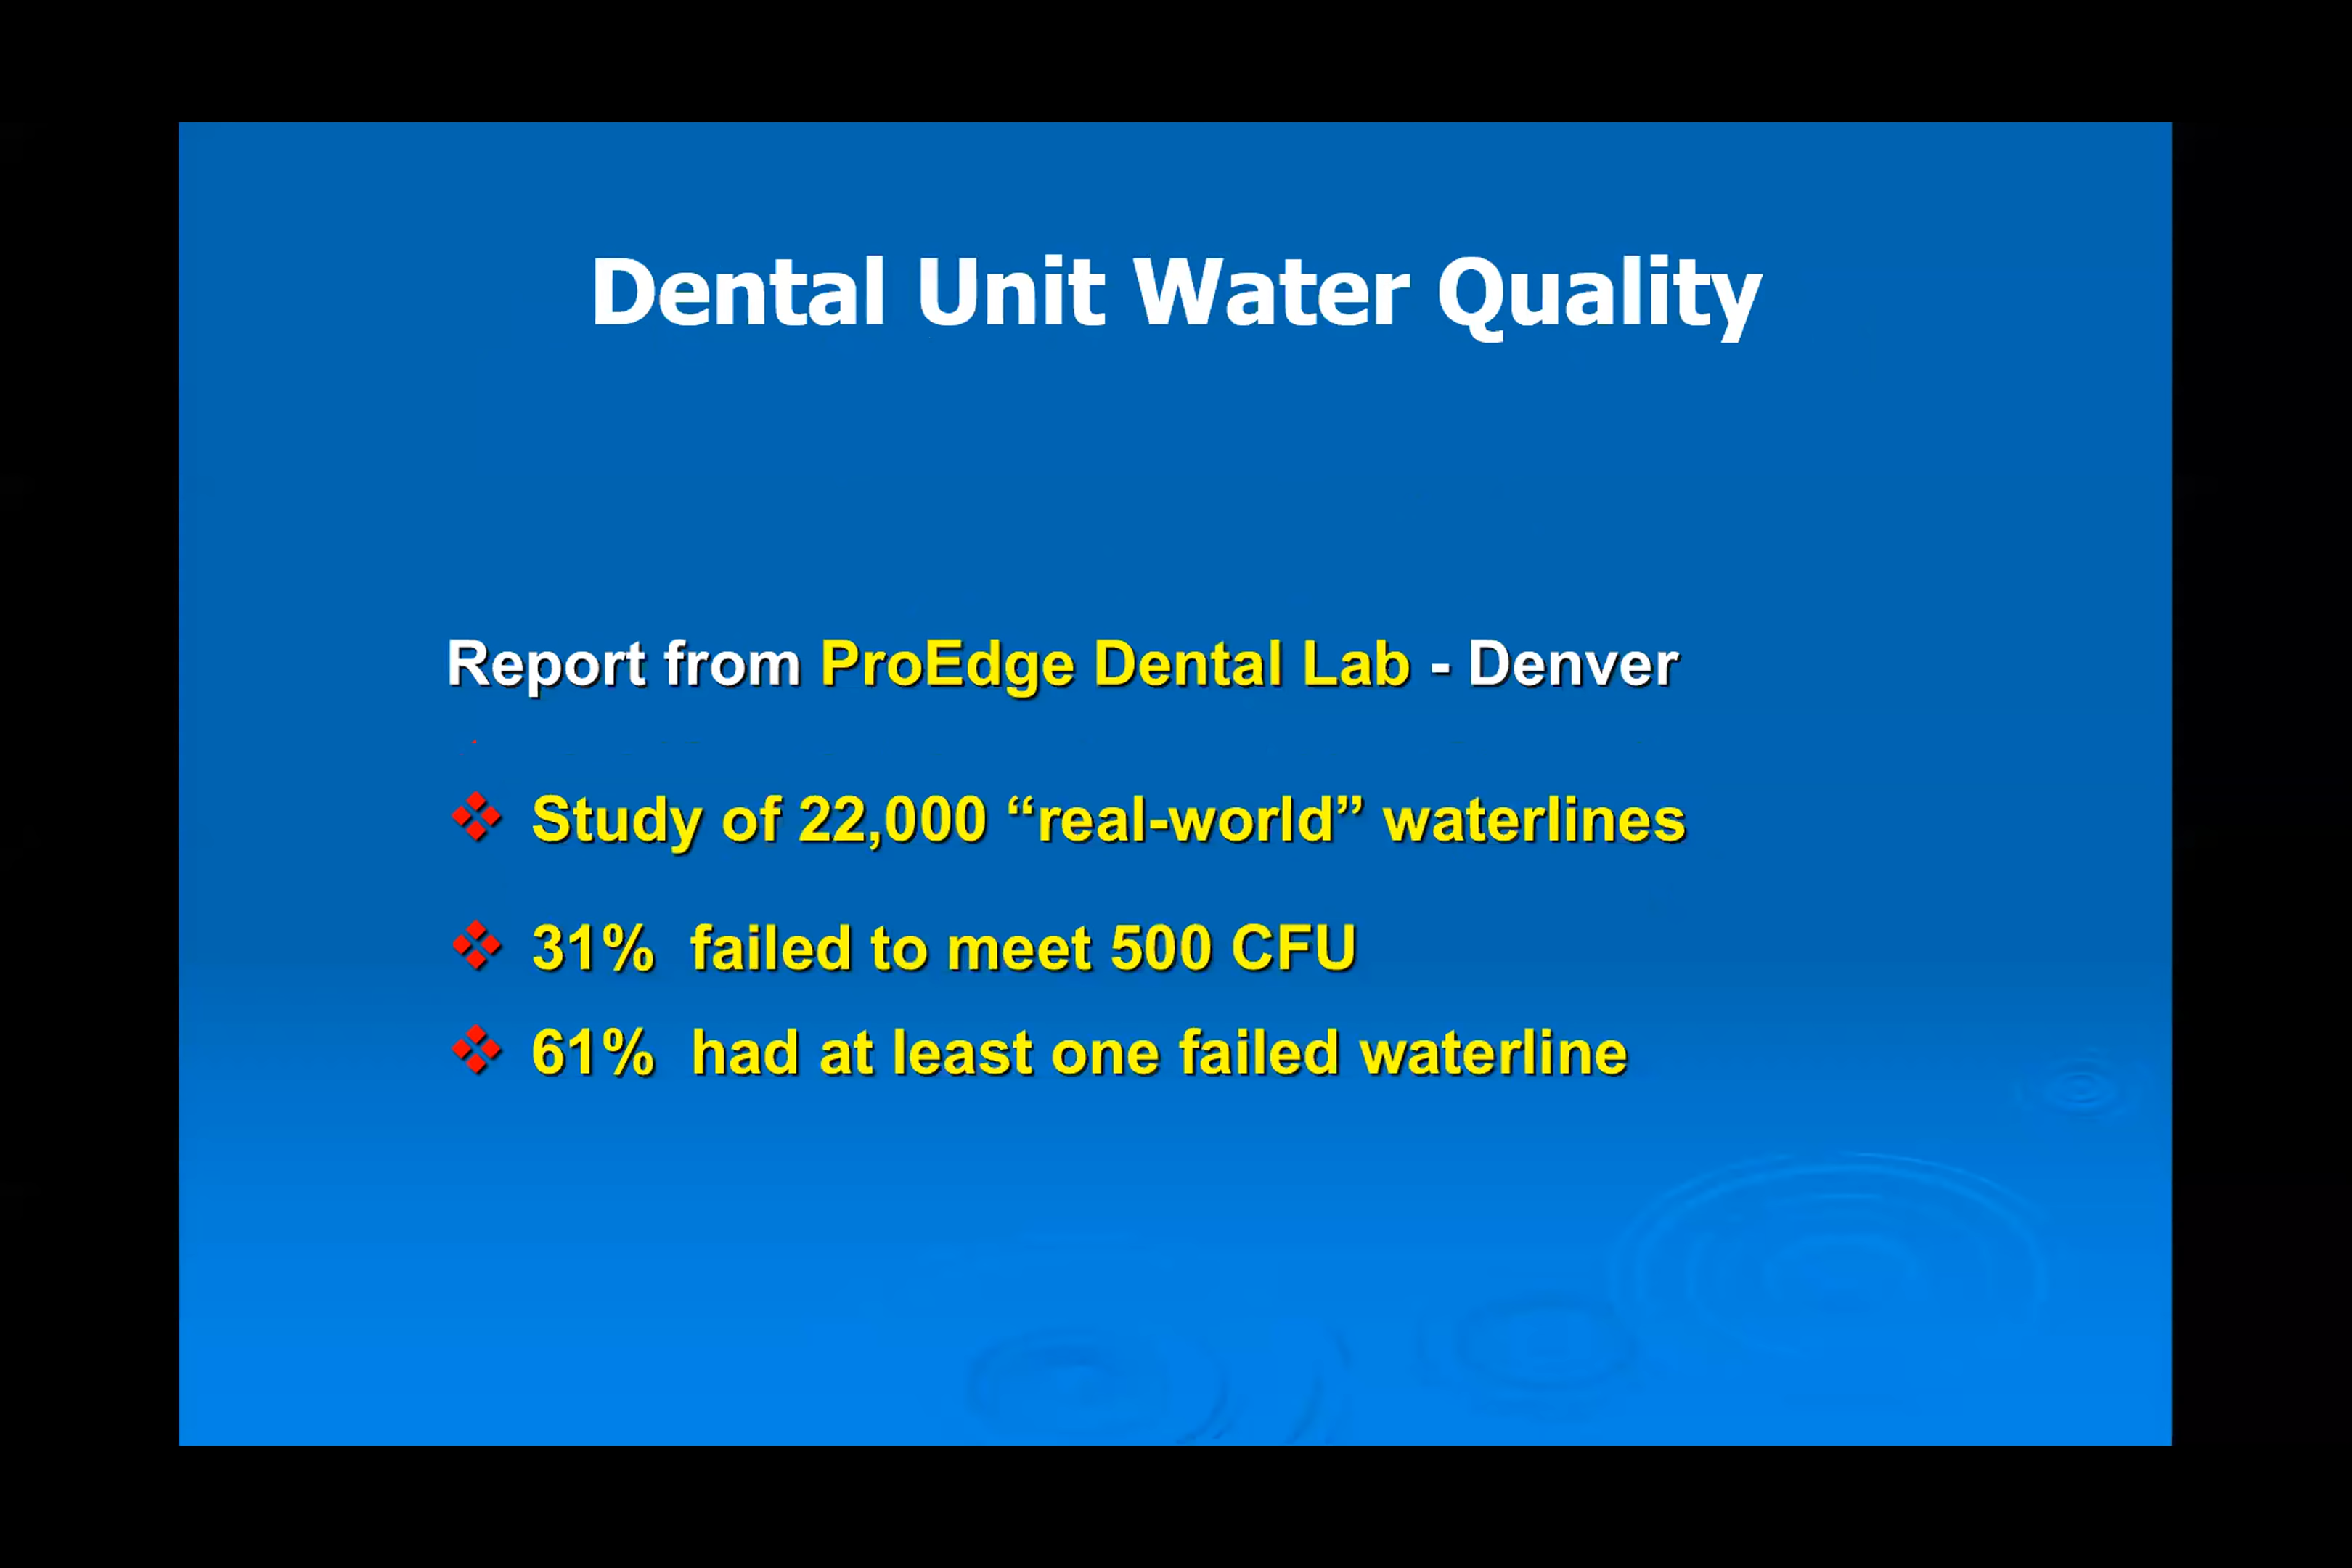 Dental Unit Water Quality
Report from ProEdge Dental Lab - Denver
Study of 22,000 “real-world” waterlines
31% failed to meet 500 CFU
61% had at least one failed waterline